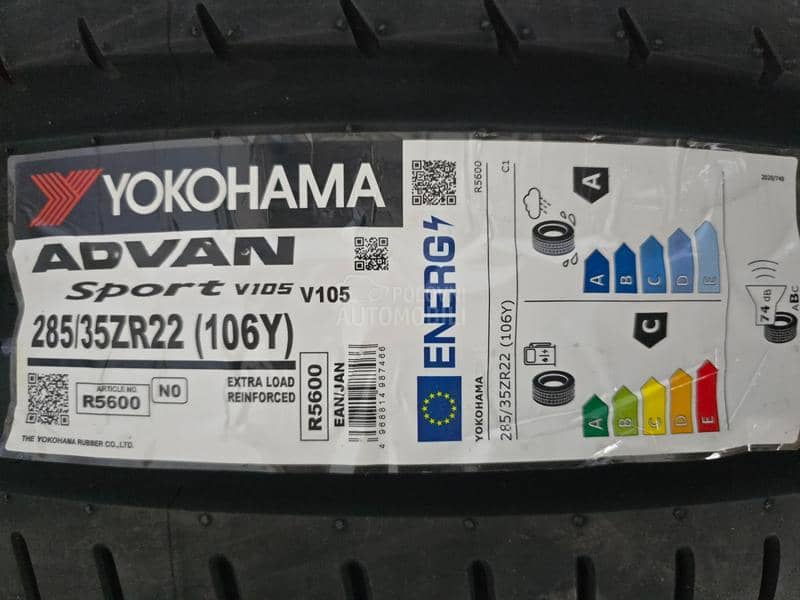 YOKOHAMA
ADVAN
Sport V105 V105
285/35ZR22 (106Y)
ARTICLE NO.
R5600
N0
EXTRA LOAD
REINFORCED
R5600
EAN/JAN
4 968814 987466
THE YOKOHAMA RUBBER CO.,LTD.
POLOVNI
AUTOMOBILI
ENERG
R5600
C1
YOKOHAMA
285/35ZR22 (106Y)
2020/740
A
A B C D E
C
A B C D E
74 dB
ABC